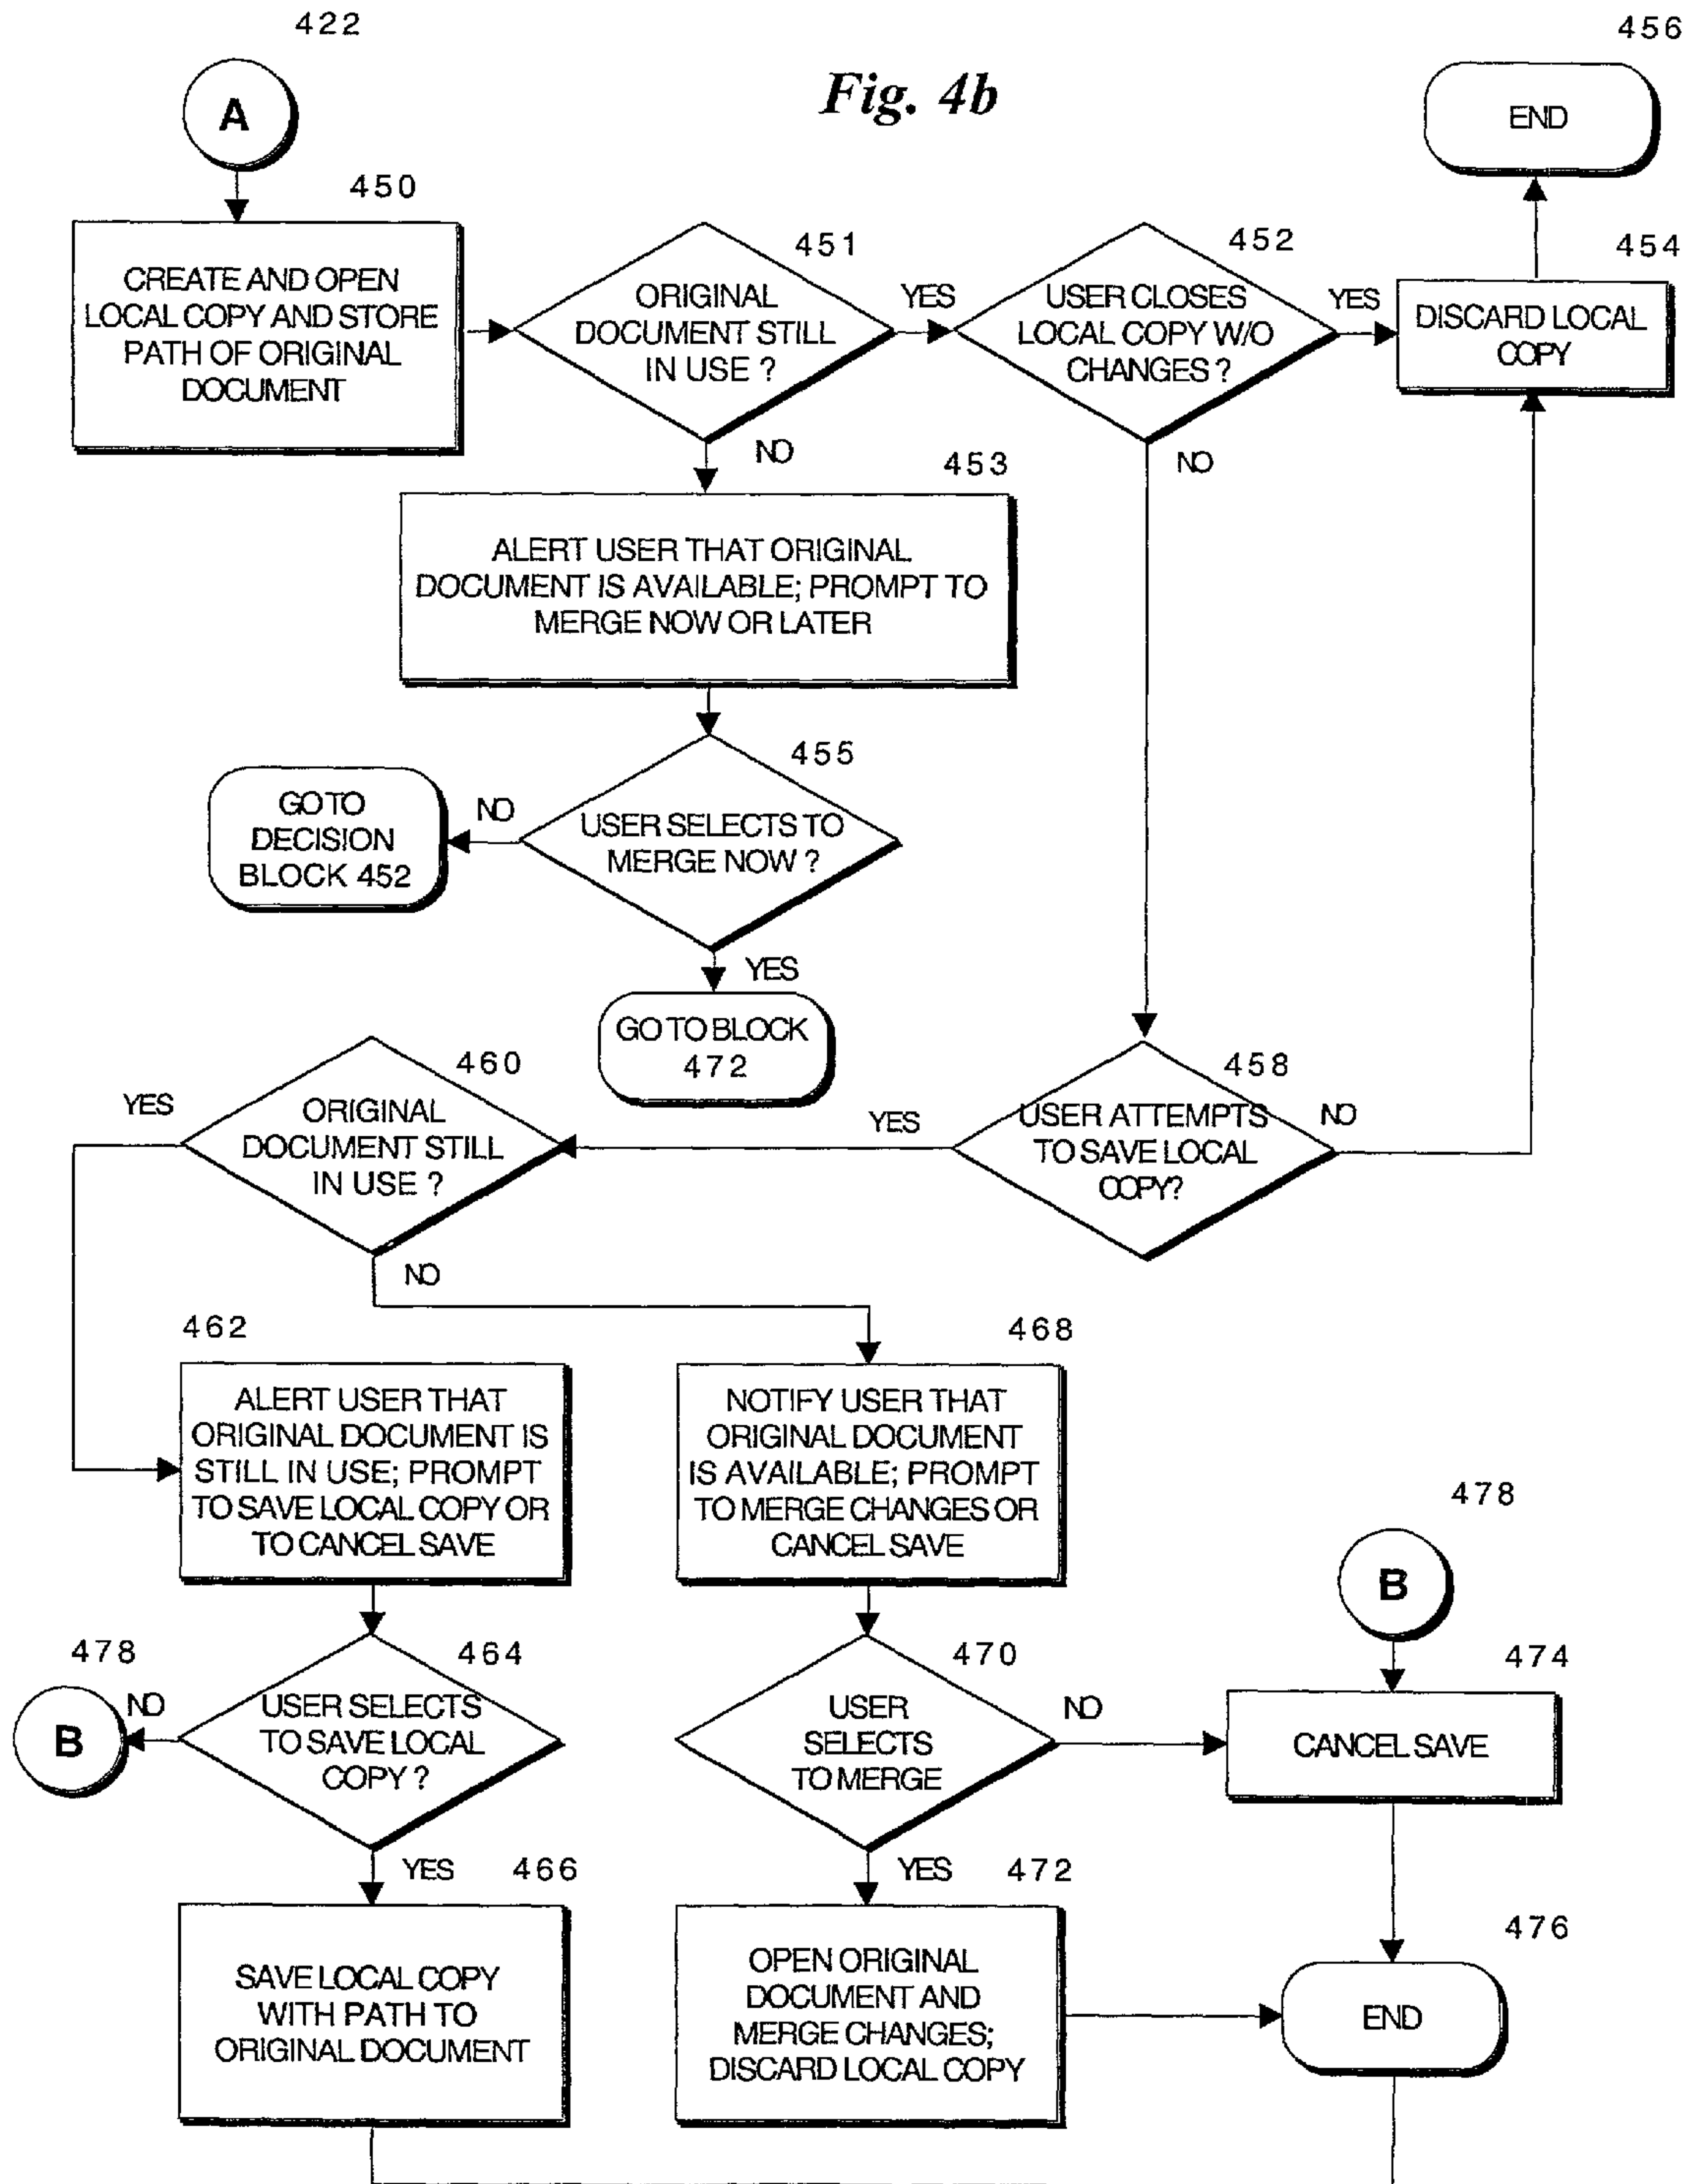 422
456
Fig. 4b
A
END
450
CREATE AND OPEN
LOCAL COPY AND STORE
PATH OF ORIGINAL
DOCUMENT
451
ORIGINAL
DOCUMENT STILL
IN USE ?
YES
452
USER CLOSES
LOCAL COPY W/O
CHANGES ?
YES
454
DISCARD LOCAL
COPY
NO
NO
453
ALERT USER THAT ORIGINAL
DOCUMENT IS AVAILABLE; PROMPT TO
MERGE NOW OR LATER
455
USER SELECTS TO
MERGE NOW ?
NO
GO TO
DECISION
BLOCK 452
YES
GO TO BLOCK
472
458
USER ATTEMPTS
TO SAVE LOCAL
COPY?
NO
YES
460
ORIGINAL
DOCUMENT STILL
IN USE ?
YES
NO
462
ALERT USER THAT
ORIGINAL DOCUMENT IS
STILL IN USE; PROMPT
TO SAVE LOCAL COPY OR
TO CANCEL SAVE
468
NOTIFY USER THAT
ORIGINAL DOCUMENT
IS AVAILABLE; PROMPT
TO MERGE CHANGES OR
CANCEL SAVE
478
B
478
B
NO
464
USER SELECTS
TO SAVE LOCAL
COPY ?
470
USER
SELECTS
TO MERGE
NO
474
CANCEL SAVE
YES
466
SAVE LOCAL COPY
WITH PATH TO
ORIGINAL DOCUMENT
YES
472
OPEN ORIGINAL
DOCUMENT AND
MERGE CHANGES;
DISCARD LOCAL COPY
476
END